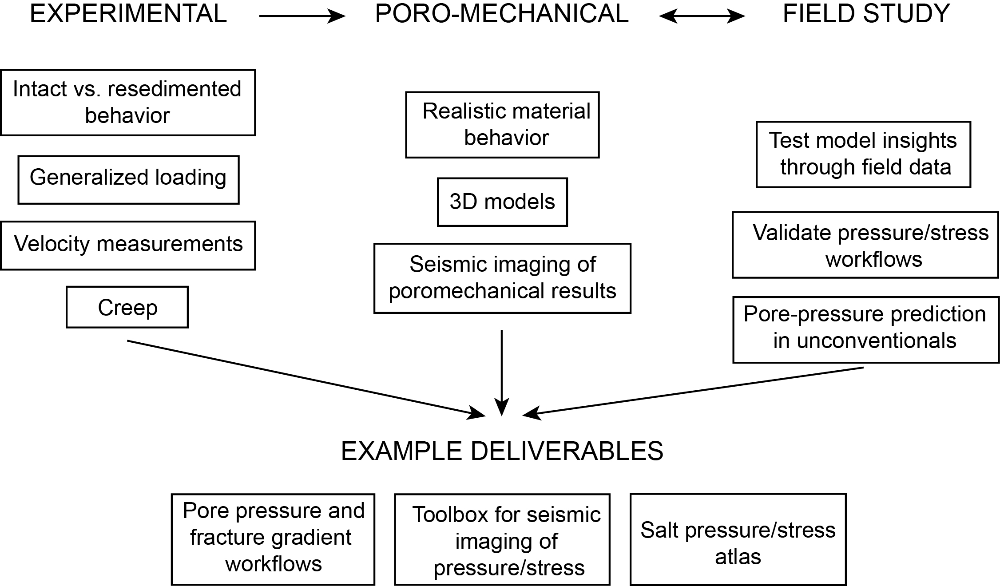 EXPERIMENTAL
PORO-MECHANICAL
FIELD STUDY
Intact vs. resedimented
behavior
Generalized loading
Velocity measurements
Creep
Realistic material
behavior
3D models
Seismic imaging of
poromechanical results
Test model insights
through field data
Validate pressure/stress
workflows
Pore-pressure prediction
in unconventionals
EXAMPLE DELIVERABLES
Pore pressure and
fracture gradient
workflows
Toolbox for seismic
imaging of
pressure/stress
Salt pressure/stress
atlas